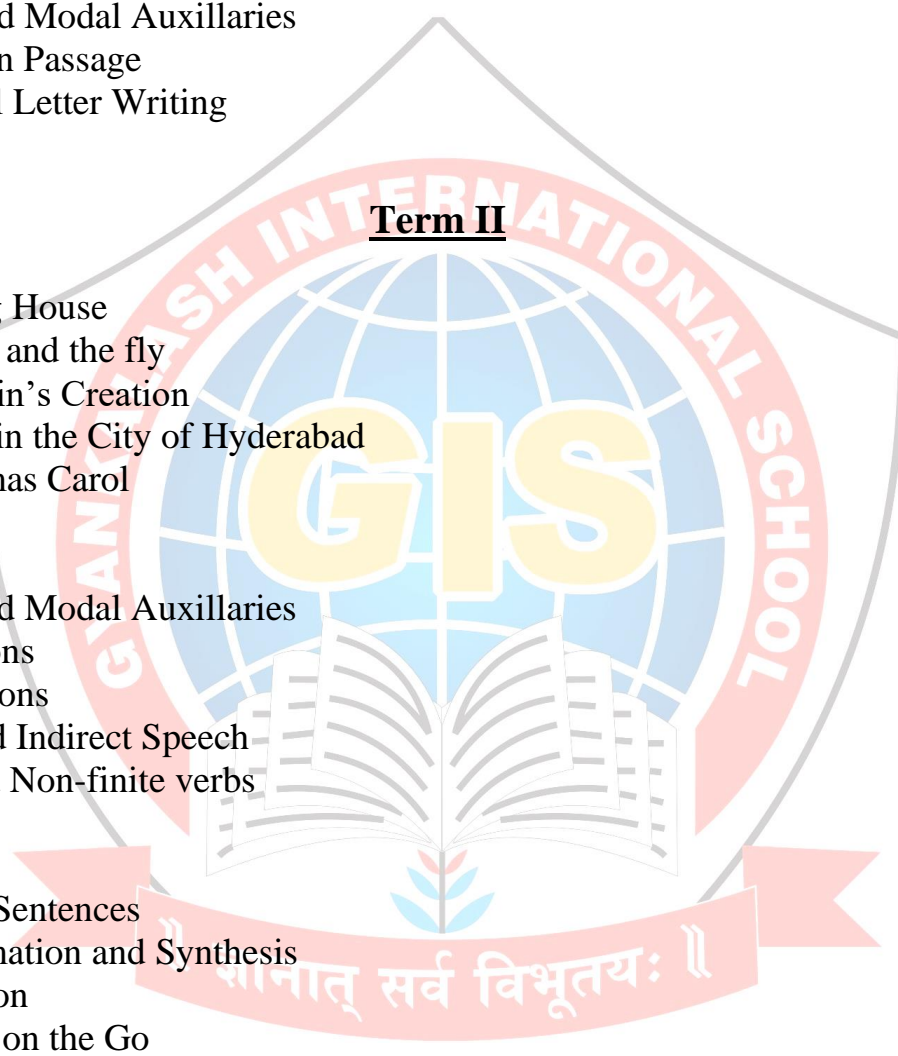 d Modal Auxillaries
n Passage
l Letter Writing
Term II
g House
and the fly
in's Creation
in the City of Hyderabad
nas Carol
d Modal Auxillaries
ons
ons
d Indirect Speech
Non-finite verbs
Sentences
nation and Synthesis
on
on the Go
GYANKALASH INTERNATIONAL SCHOOL
GIS
॥ ज्ञानात् सर्व विभूतयः ॥